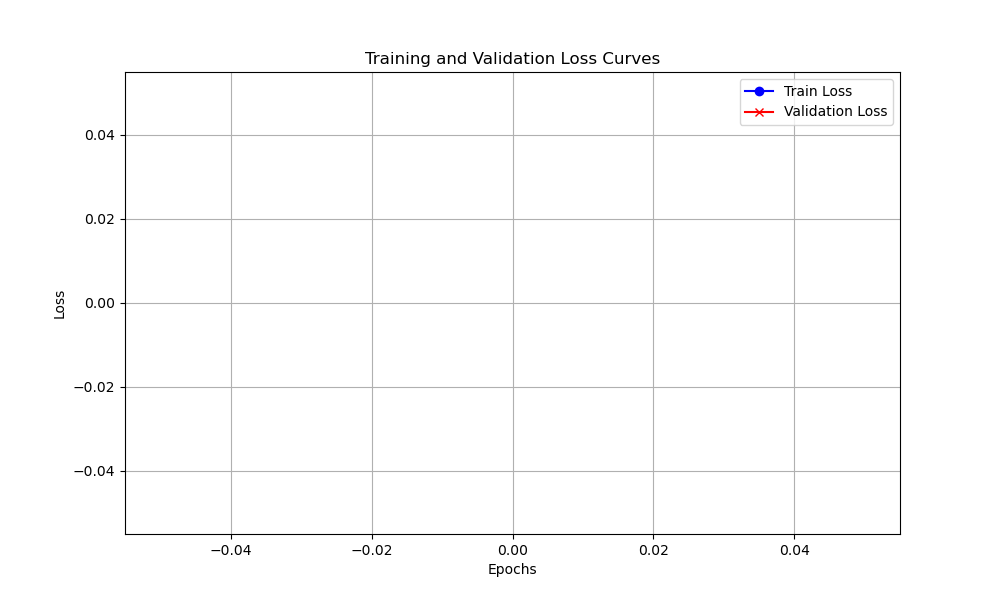 Training and Validation Loss Curves
Train Loss
Validation Loss
0.04
0.02
0.00
−0.02
−0.04
Loss
−0.04
−0.02
0.00
0.02
0.04
Epochs